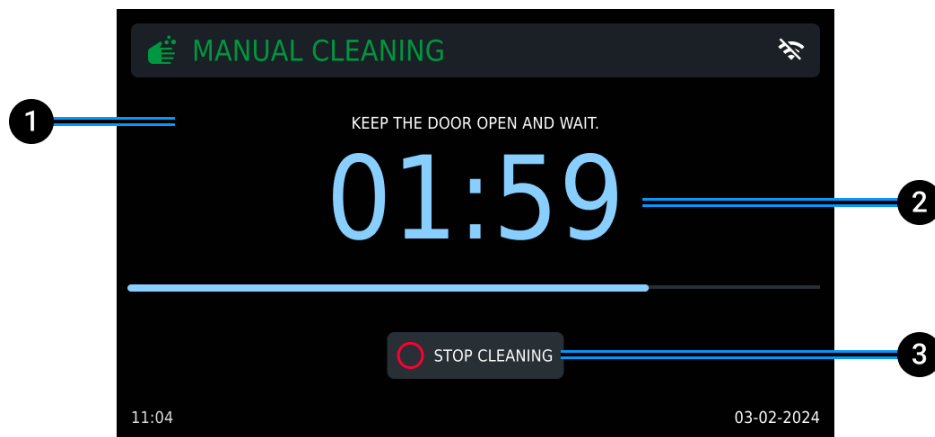 MANUAL CLEANING
1
KEEP THE DOOR OPEN AND WAIT.
01:59
2
STOP CLEANING
3
11:04
03-02-2024